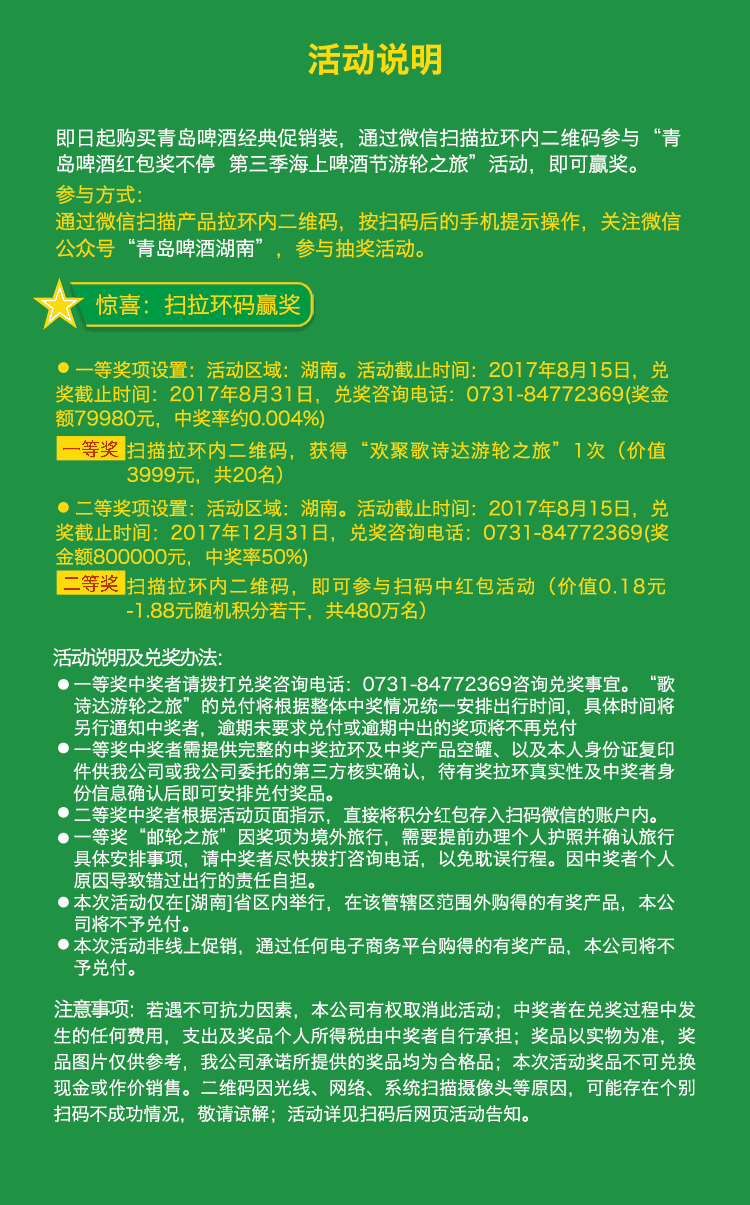 活动说明
即日起购买青岛啤酒经典促销装，通过微信扫描拉环内二维码参与“青
岛啤酒红包奖不停 第三季海上啤酒节游轮之旅”活动，即可赢奖。
参与方式：
通过微信扫描产品拉环内二维码，按扫码后的手机提示操作，关注微信
公众号“青岛啤酒湖南”，参与抽奖活动。
惊喜：扫拉环码赢奖
● 一等奖项设置：活动区域：湖南。活动截止时间：2017年8月15日，兑
奖截止时间：2017年8月31日，兑奖咨询电话：0731-84772369(奖金
额79980元，中奖率约0.004%)
一等奖 扫描拉环内二维码，获得“欢聚歌诗达游轮之旅”1次（价值
3999元，共20名）
● 二等奖项设置：活动区域：湖南。活动截止时间：2017年8月15日，兑
奖截止时间：2017年12月31日，兑奖咨询电话：0731-84772369(奖
金额800000元，中奖率50%)
二等奖 扫描拉环内二维码，即可参与扫码中红包活动（价值0.18元
-1.88元随机积分若干，共480万名）
活动说明及兑奖办法：
● 一等奖中奖者请拨打兑奖咨询电话：0731-84772369咨询兑奖事宜。“歌
诗达游轮之旅”的兑付将根据整体中奖情况统一安排出行时间，具体时间将
另行通知中奖者，逾期未要求兑付或逾期中出的奖项将不再兑付
● 一等奖中奖者需提供完整的中奖拉环及中奖产品空罐、以及本人身份证复印
件供我公司或我公司委托的第三方核实确认，待有奖拉环真实性及中奖者身
份信息确认后即可安排兑付奖品。
● 二等奖中奖者根据活动页面指示，直接将积分红包存入扫码微信的账户内。
● 一等奖“邮轮之旅”因奖项为境外旅行，需要提前办理个人护照并确认旅行
具体安排事项，请中奖者尽快拨打咨询电话，以免耽误行程。因中奖者个人
原因导致错过出行的责任自担。
● 本次活动仅在[湖南]省区内举行，在该管辖区范围外购得的有奖产品，本公
司将不予兑付。
● 本次活动非线上促销，通过任何电子商务平台购得的有奖产品，本公司将不
予兑付。
注意事项：若遇不可抗力因素，本公司有权取消此活动；中奖者在兑奖过程中发
生的任何费用，支出及奖品个人所得税由中奖者自行承担；奖品以实物为准，奖
品图片仅供参考，我公司承诺所提供的奖品均为合格品；本次活动奖品不可兑换
现金或作价销售。二维码因光线、网络、系统扫描摄像头等原因，可能存在个别
扫码不成功情况，敬请谅解；活动详见扫码后网页活动告知。